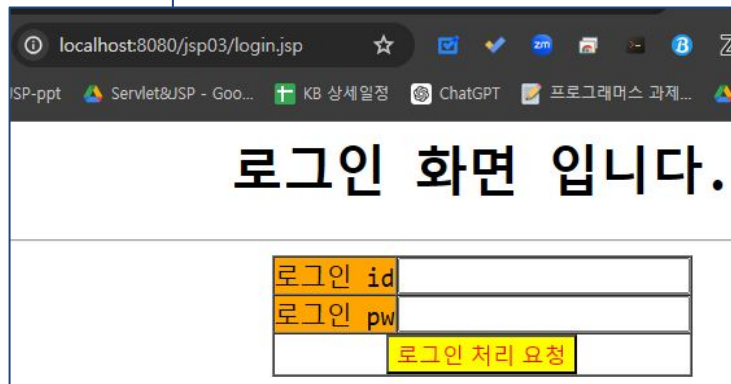 localhost:8080/jsp03/login.jsp zm B
SP-ppt Servlet&JSP - Goo... KB 상세일정 ChatGPT 프로그래머스 과제...
로그인 화면 입니다.
로그인 id
로그인 pw
로그인 처리 요청